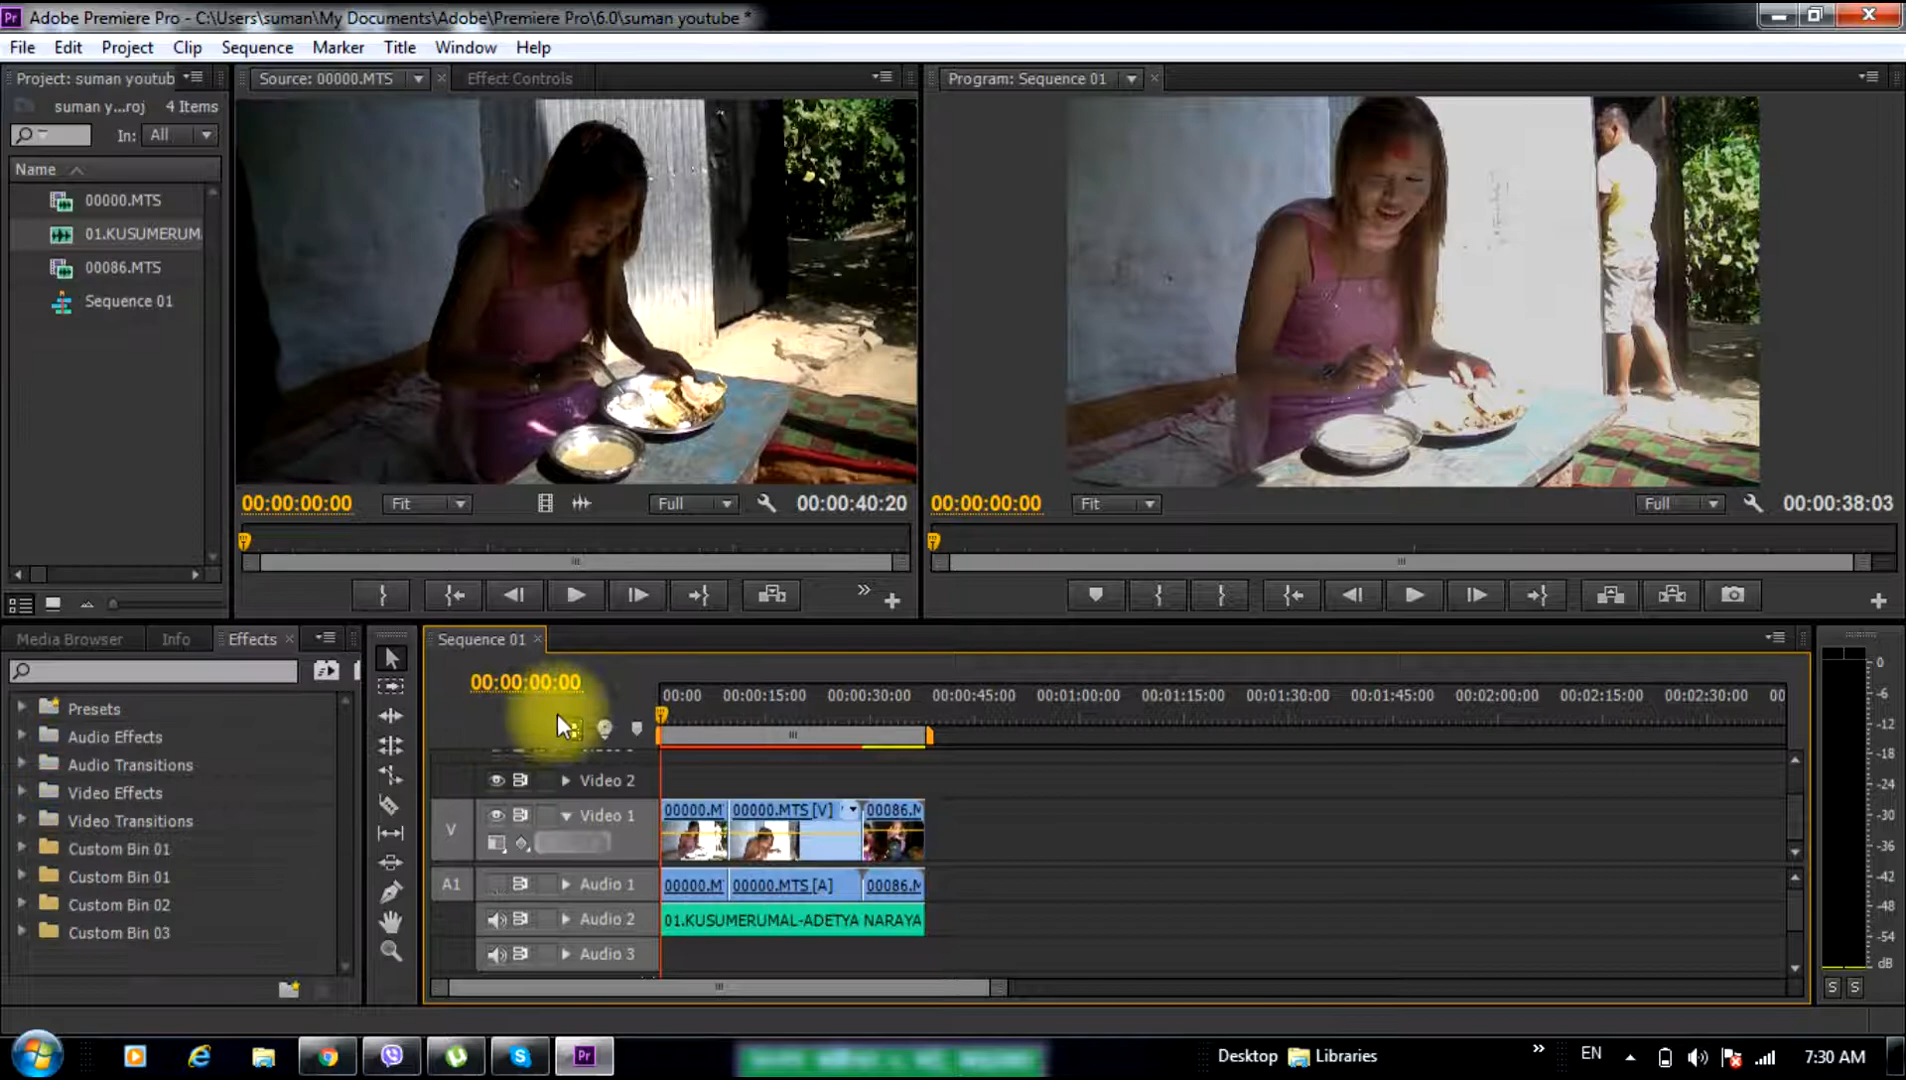 Adobe Premiere Pro - C:\Users\suman\My Documents\Adobe\Premiere Pro\6.0\suman youtube *
File Edit Project Clip Sequence Marker Title Window Help
Project: suman youtub
Source: 00000.MTS
Effect Controls
Program: Sequence 01
suman y...roj 4 Items
In: All
Name
00000.MTS
01.KUSUMERUM
00086.MTS
Sequence 01
00:00:00:00 Fit Full 00:00:40:20
00:00:00:00 Fit Full 00:00:38:03
Media Browser Info Effects
Presets
Audio Effects
Audio Transitions
Video Effects
Video Transitions
Custom Bin 01
Custom Bin 01
Custom Bin 02
Custom Bin 03
Sequence 01
00:00:00:00
00:00 00:00:15:00 00:00:30:00 00:00:45:00 00:01:00:00 00:01:15:00 00:01:30:00 00:01:45:00 00:02:00:00 00:02:15:00 00:02:30:00 00
Video 2
V Video 1 00000.M 00000.MTS [V] 00086.M
A1 Audio 1 00000.M 00000.MTS [A] 00086.M
Audio 2 01.KUSUMERUMAL-ADETYA NARAYA
Audio 3
0
-6
-12
-18
-24
-30
-36
-42
-48
-54
dB
S S
Desktop Libraries » EN 7:30 AM